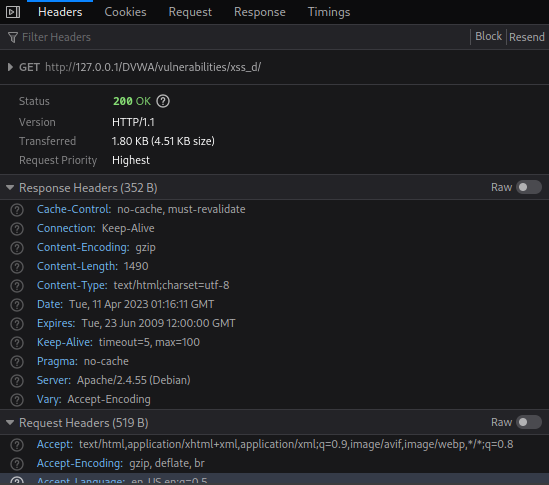 Headers Cookies Request Response Timings
Filter Headers Block Resend
GET http://127.0.0.1/DVWA/vulnerabilities/xss_d/
Status 200 OK ?
Version HTTP/1.1
Transferred 1.80 KB (4.51 KB size)
Request Priority Highest
Response Headers (352 B) Raw
? Cache-Control: no-cache, must-revalidate
? Connection: Keep-Alive
? Content-Encoding: gzip
? Content-Length: 1490
? Content-Type: text/html;charset=utf-8
? Date: Tue, 11 Apr 2023 01:16:11 GMT
? Expires: Tue, 23 Jun 2009 12:00:00 GMT
? Keep-Alive: timeout=5, max=100
? Pragma: no-cache
? Server: Apache/2.4.55 (Debian)
? Vary: Accept-Encoding
Request Headers (519 B) Raw
? Accept: text/html,application/xhtml+xml,application/xml;q=0.9,image/avif,image/webp,*/*;q=0.8
? Accept-Encoding: gzip, deflate, br
? Accept-Language: en-US,en;q=0.5